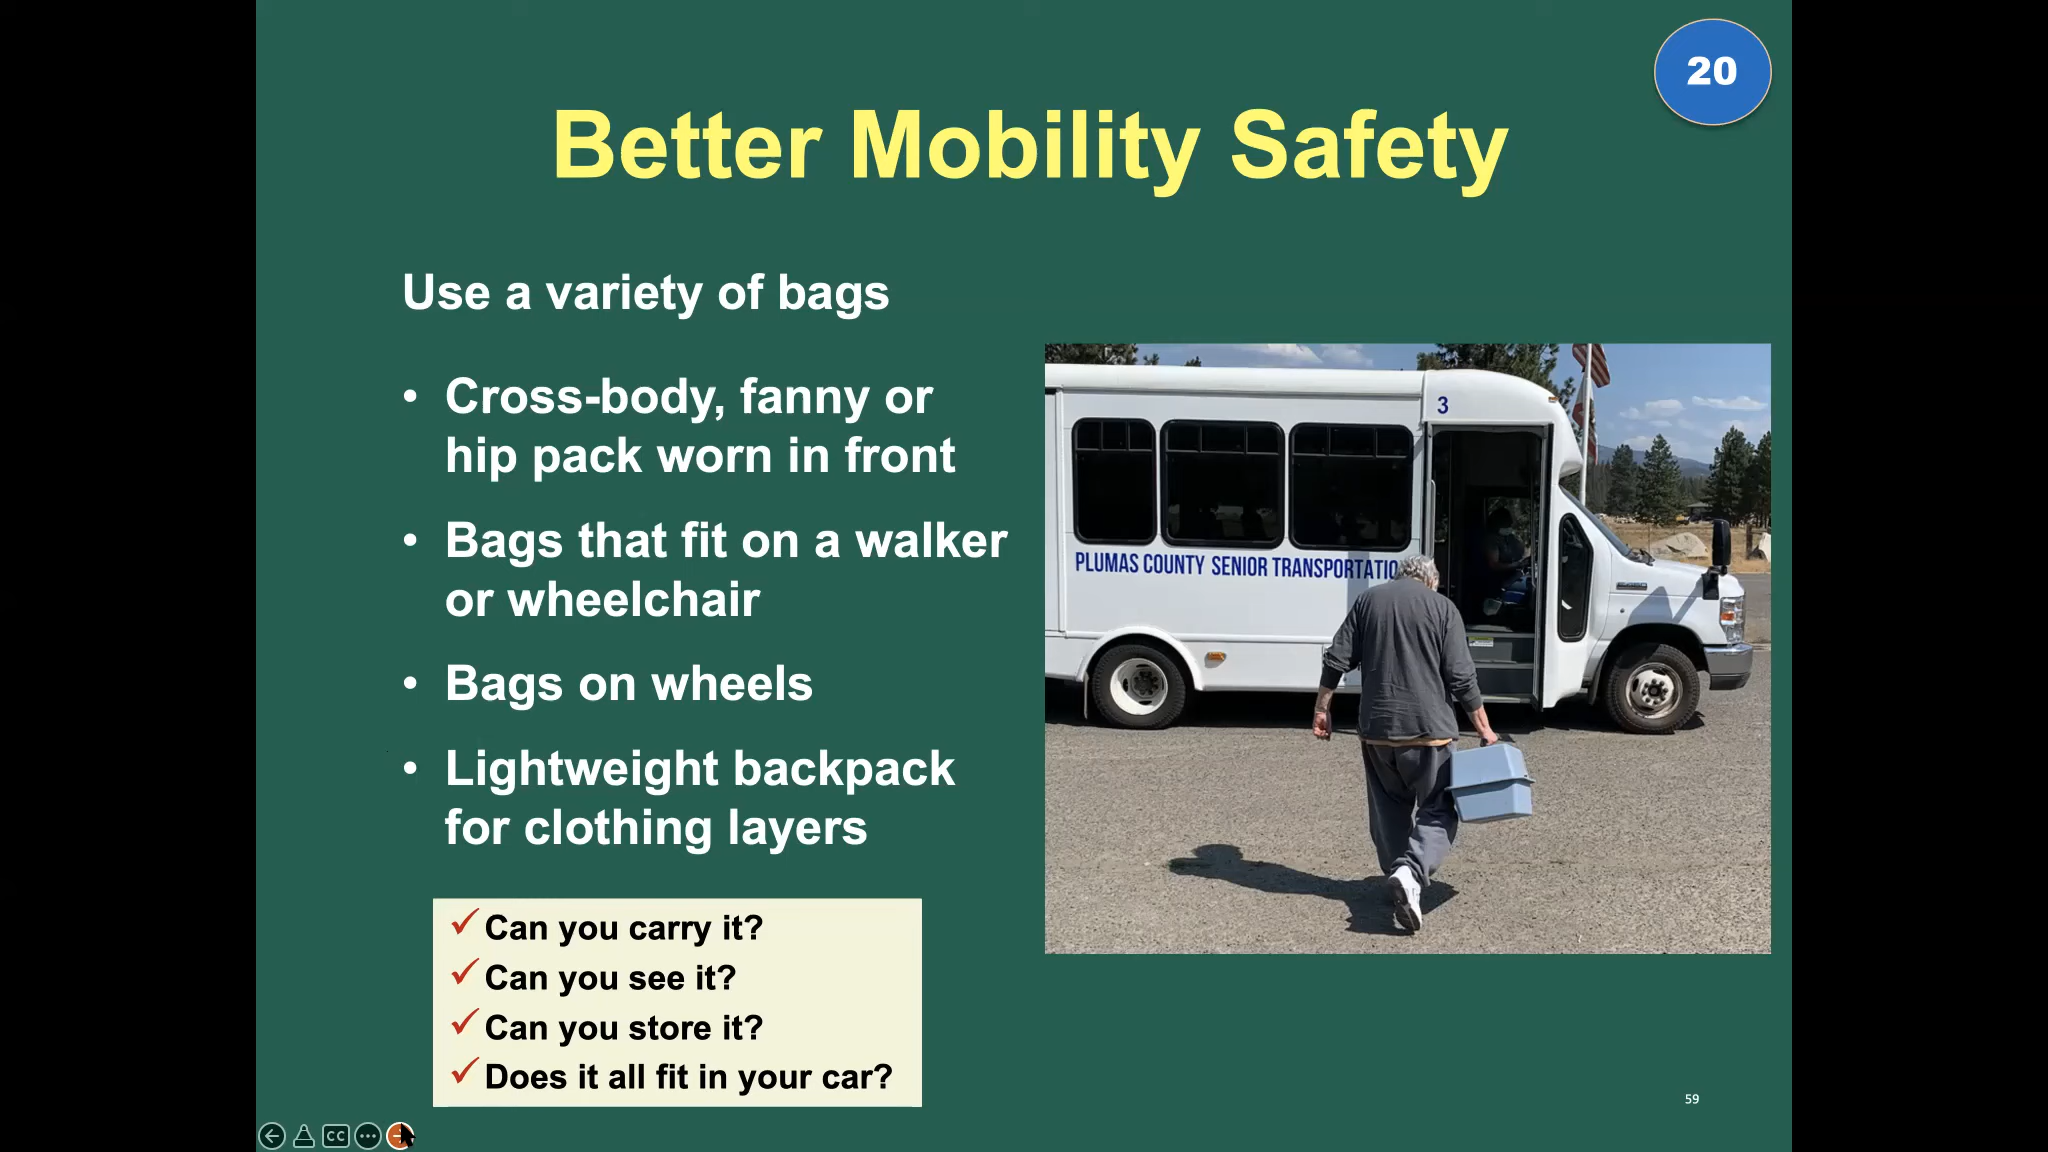 20
Better Mobility Safety
Use a variety of bags
• Cross-body, fanny or
hip pack worn in front
• Bags that fit on a walker
or wheelchair
• Bags on wheels
• Lightweight backpack
for clothing layers
3
PLUMAS COUNTY SENIOR TRANSPORTATIO
✓ Can you carry it?
✓ Can you see it?
✓ Can you store it?
✓ Does it all fit in your car?
59
CC